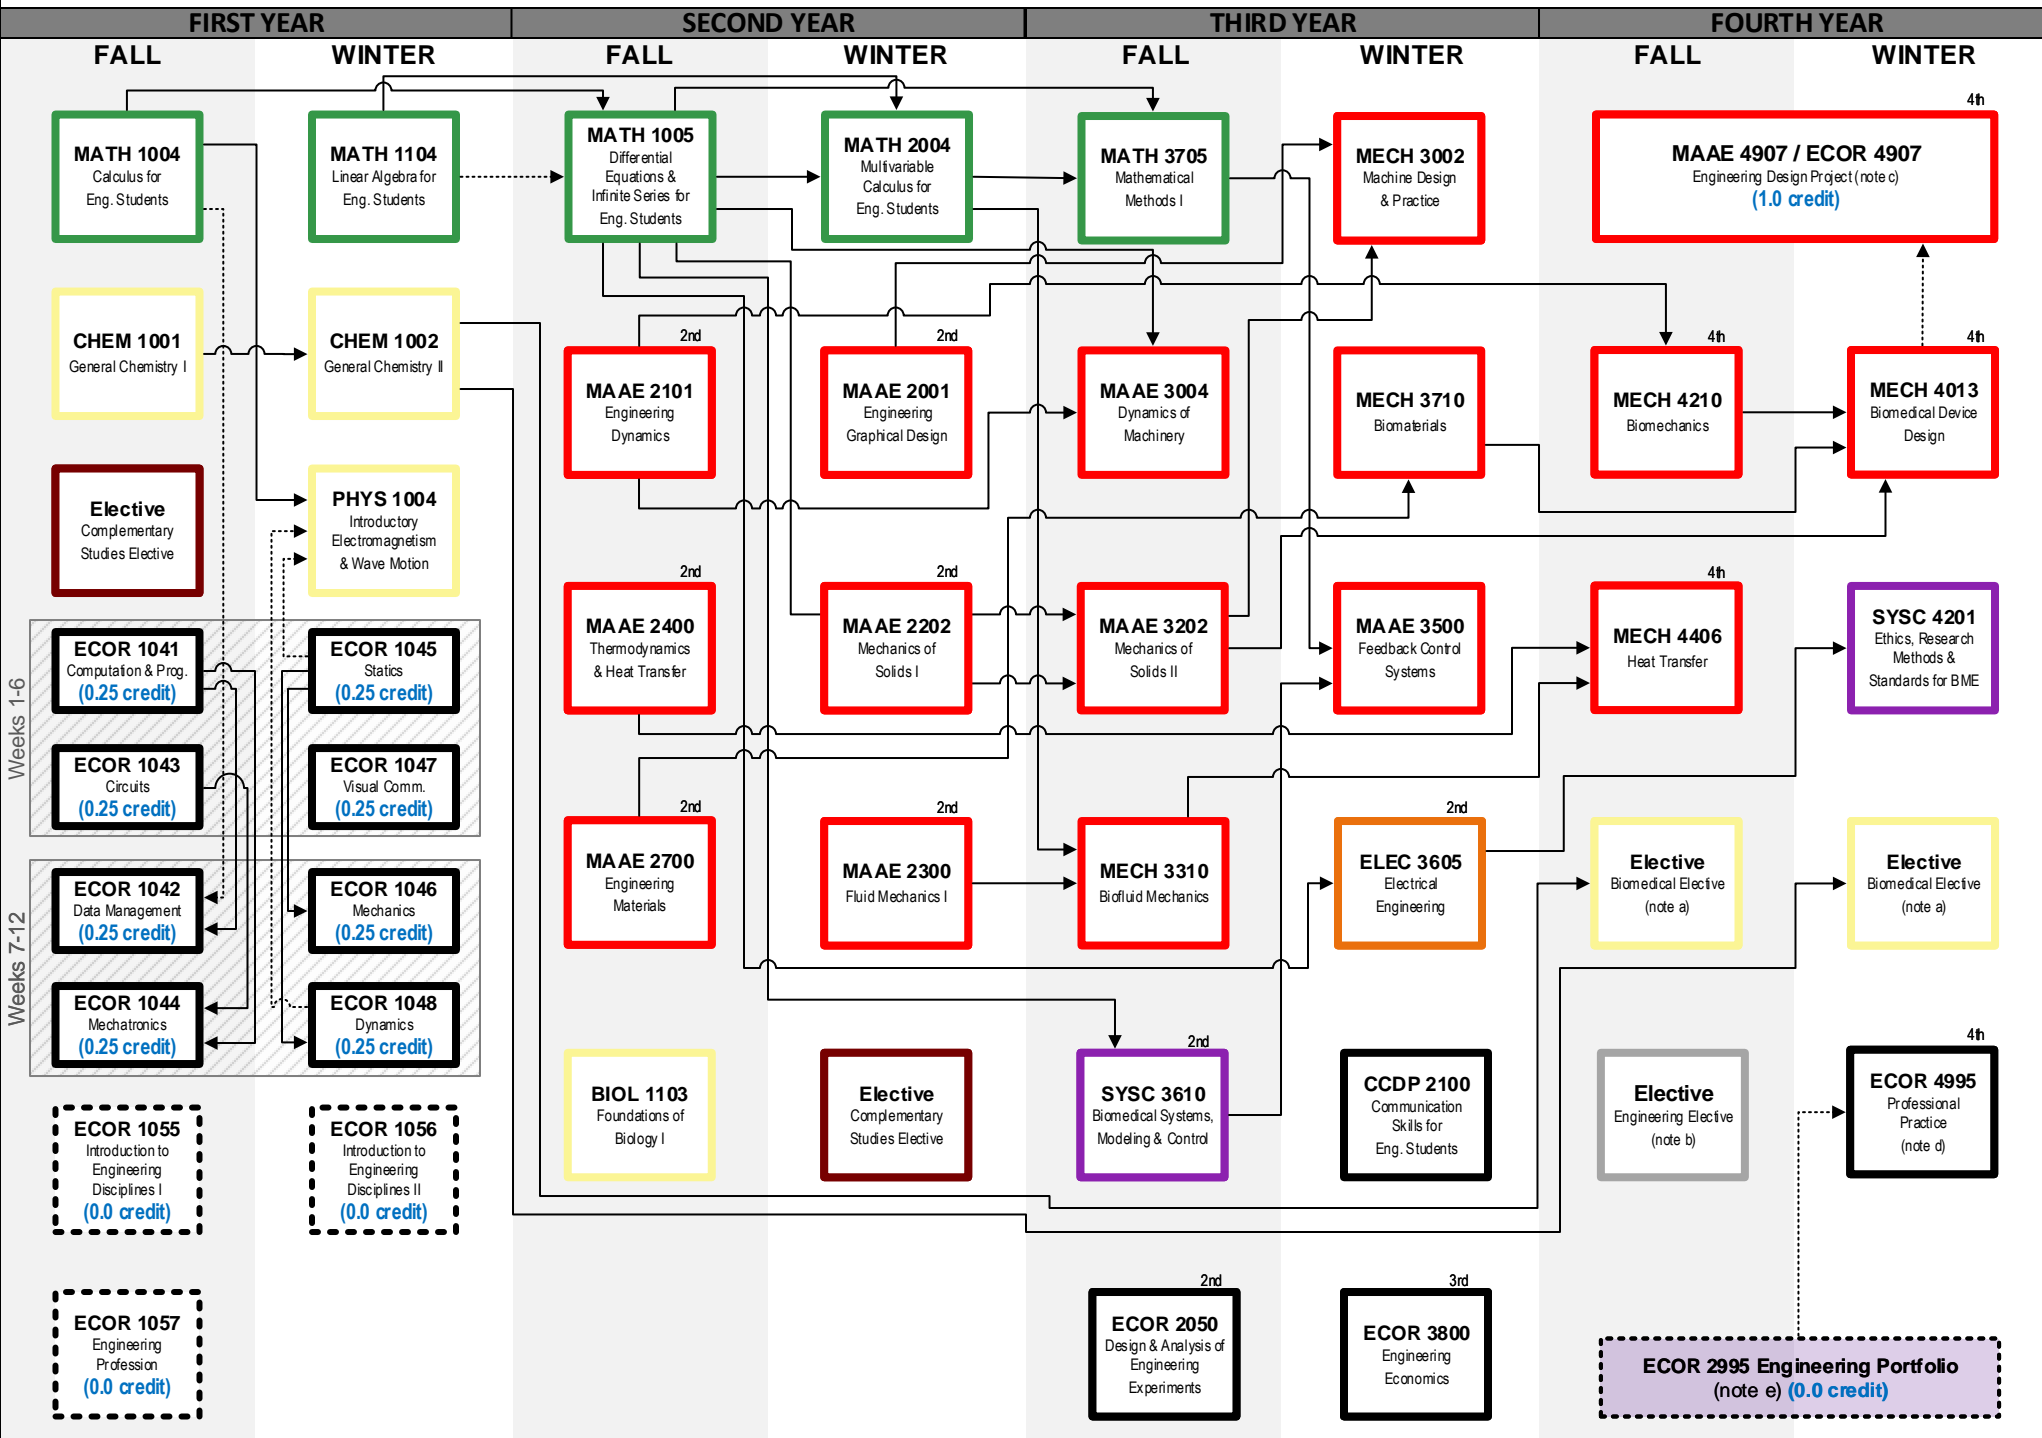 FIRST YEAR
SECOND YEAR
THIRD YEAR
FOURTH YEAR
FALL
WINTER
FALL
WINTER
FALL
WINTER
FALL
WINTER
MATH 1004
Calculus for
Eng. Students
MATH 1104
Linear Algebra for
Eng. Students
MATH 1005
Differential
Equations &
Infinite Series for
Eng. Students
MATH 2004
Multivariable
Calculus for
Eng. Students
MATH 3705
Mathematical
Methods I
MECH 3002
Machine Design
& Practice
4th
MAAE 4907 / ECOR 4907
Engineering Design Project (note c)
(1.0 credit)
CHEM 1001
General Chemistry I
CHEM 1002
General Chemistry II
2nd
MAAE 2101
Engineering
Dynamics
2nd
MAAE 2001
Engineering
Graphical Design
MAAE 3004
Dynamics of
Machinery
MECH 3710
Biomaterials
4th
MECH 4210
Biomechanics
4th
MECH 4013
Biomedical Device
Design
Elective
Complementary
Studies Elective
PHYS 1004
Introductory
Electromagnetism
& Wave Motion
2nd
MAAE 2400
Thermodynamics
& Heat Transfer
2nd
MAAE 2202
Mechanics of
Solids I
MAAE 3202
Mechanics of
Solids II
MAAE 3500
Feedback Control
Systems
4th
MECH 4406
Heat Transfer
SYSC 4201
Ethics, Research
Methods &
Standards for BME
Weeks 1-6
ECOR 1041
Computation & Prog.
(0.25 credit)
ECOR 1045
Statics
(0.25 credit)
ECOR 1043
Circuits
(0.25 credit)
ECOR 1047
Visual Comm.
(0.25 credit)
2nd
MAAE 2700
Engineering
Materials
MAAE 2300
Fluid Mechanics I
MECH 3310
Biofluid Mechanics
2nd
ELEC 3605
Electrical
Engineering
Elective
Biomedical Elective
(note a)
Elective
Biomedical Elective
(note a)
Weeks 7-12
ECOR 1042
Data Management
(0.25 credit)
ECOR 1046
Mechanics
(0.25 credit)
ECOR 1044
Mechatronics
(0.25 credit)
ECOR 1048
Dynamics
(0.25 credit)
BIOL 1103
Foundations of
Biology I
Elective
Complementary
Studies Elective
2nd
SYSC 3610
Biomedical Systems,
Modeling & Control
CCDP 2100
Communication
Skills for
Eng. Students
Elective
Engineering Elective
(note b)
4th
ECOR 4995
Professional
Practice
(note d)
ECOR 1055
Introduction to
Engineering
Disciplines I
(0.0 credit)
ECOR 1056
Introduction to
Engineering
Disciplines II
(0.0 credit)
ECOR 1057
Engineering
Profession
(0.0 credit)
2nd
ECOR 2050
Design & Analysis of
Engineering
Experiments
3rd
ECOR 3800
Engineering
Economics
ECOR 2995 Engineering Portfolio
(note e) (0.0 credit)